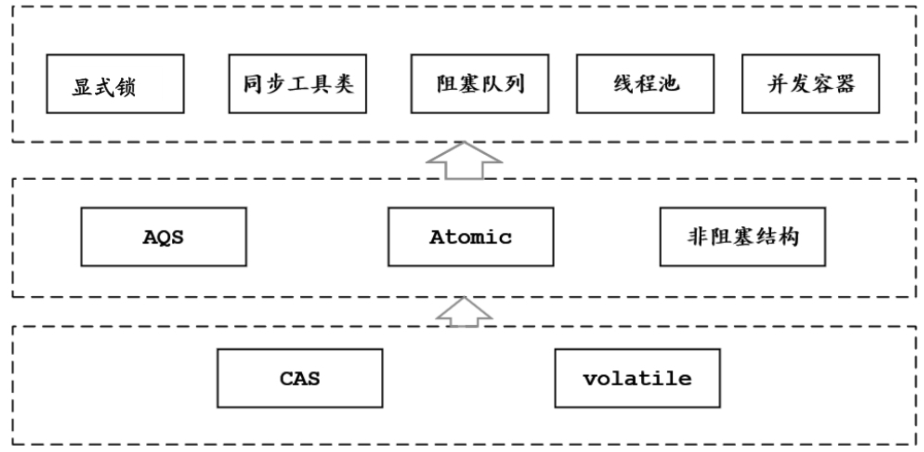 显式锁
同步工具类
阻塞队列
线程池
并发容器
AQS
Atomic
非阻塞结构
CAS
volatile